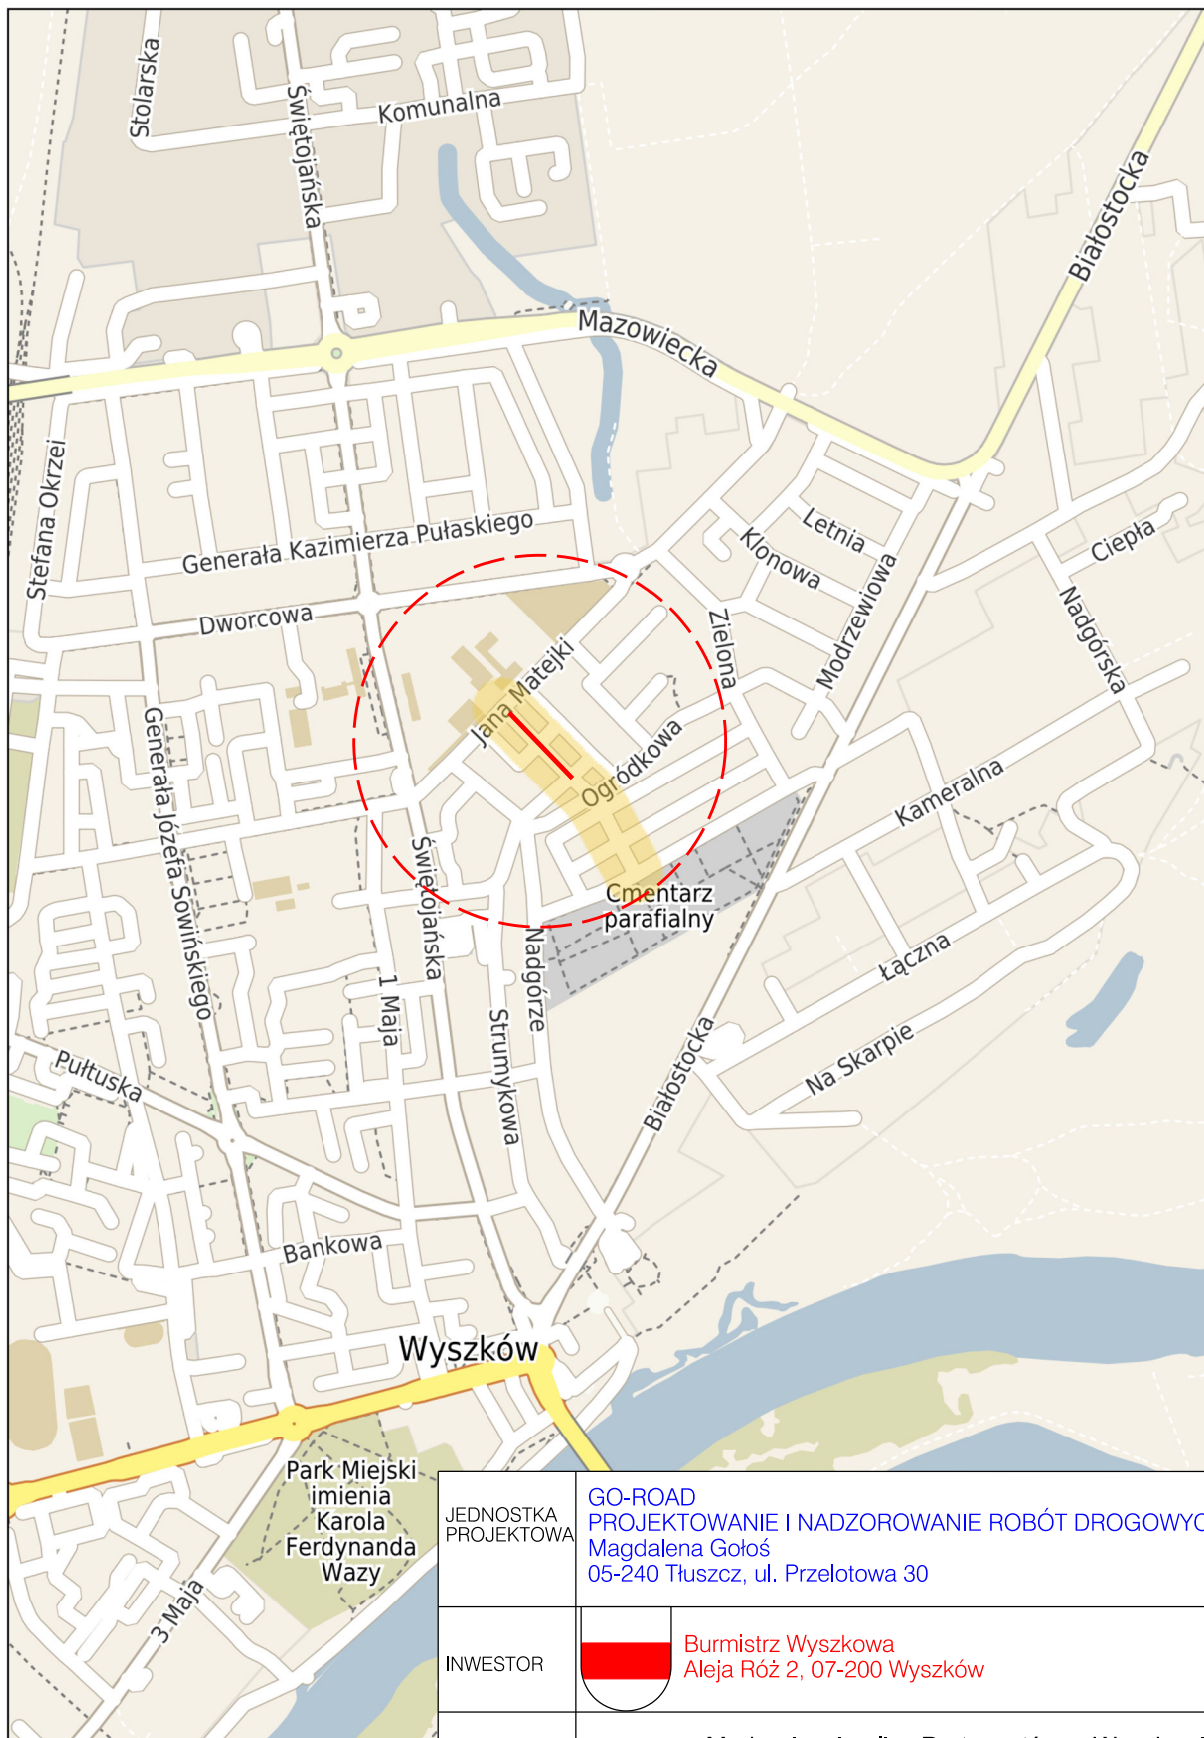 Stolarska
Komunalna
Świętojańska
Białostocka
Mazowiecka
Stefana Okrzei
Generała Kazimierza Pułaskiego
Letnia
Klonowa
Ciepła
Dworcowa
Zielona
Modrzewiowa
Nadgórska
Jana Matejki
Ogródkowa
Generała Józefa Sowińskiego
Kameralna
Świętojańska
Cmentarz
parafialny
1 Maja
Nadgórze
Strumykowa
Łączna
Na Skarpie
Białostocka
Pułtuska
Bankowa
Wyszków
Park Miejski
imienia
Karola
Ferdynanda
Wazy
3 Maja
JEDNOSTKA
PROJEKTOWA
GO-ROAD
PROJEKTOWANIE I NADZOROWANIE ROBÓT DROGOWYC
Magdalena Gołoś
05-240 Tłuszcz, ul. Przelotowa 30
INWESTOR
Burmistrz Wyszkowa
Aleja Róż 2, 07-200 Wyszków